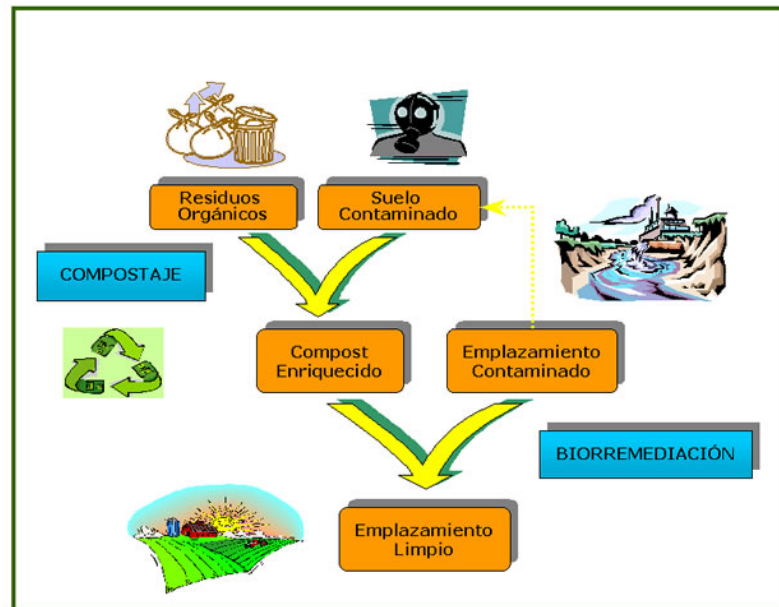 Residuos
Orgánicos
Suelo
Contaminado
COMPOSTAJE
Compost
Enriquecido
Emplazamiento
Contaminado
BIORREMEDIACIÓN
Emplazamiento
Limpio